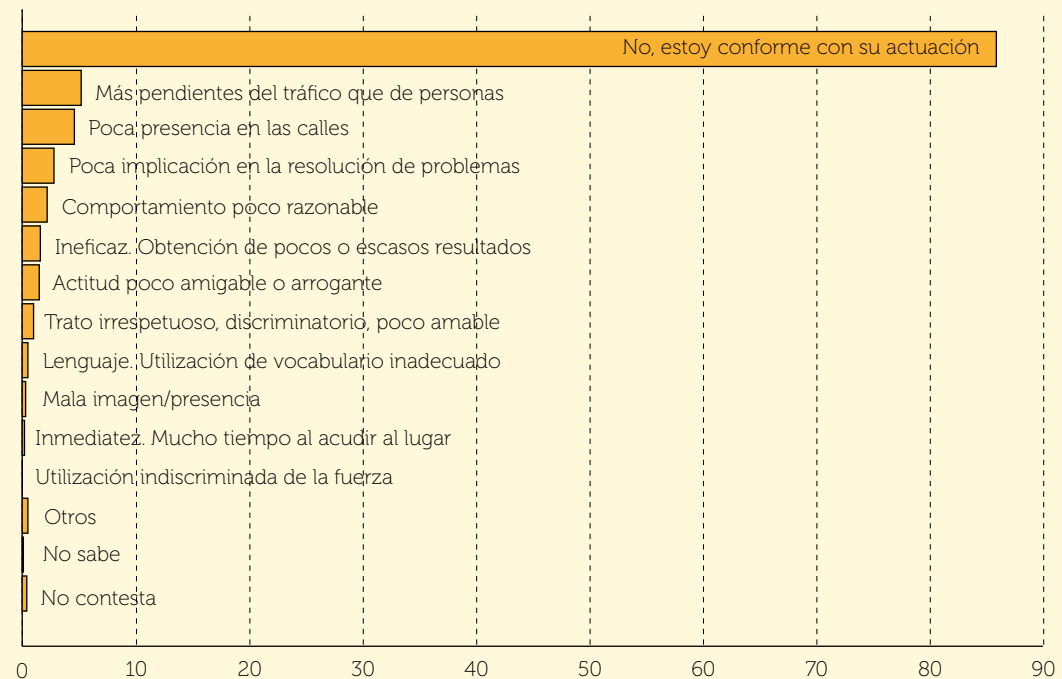 No, estoy conforme con su actuación
Más pendientes del tráfico que de personas
Poca presencia en las calles
Poca implicación en la resolución de problemas
Comportamiento poco razonable
Ineficaz. Obtención de pocos o escasos resultados
Actitud poco amigable o arrogante
Trato irrespetuoso, discriminatorio, poco amable
Lenguaje. Utilización de vocabulario inadecuado
Mala imagen/presencia
Inmediatez. Mucho tiempo al acudir al lugar
Utilización indiscriminada de la fuerza
Otros
No sabe
No contesta
0 10 20 30 40 50 60 70 80 90